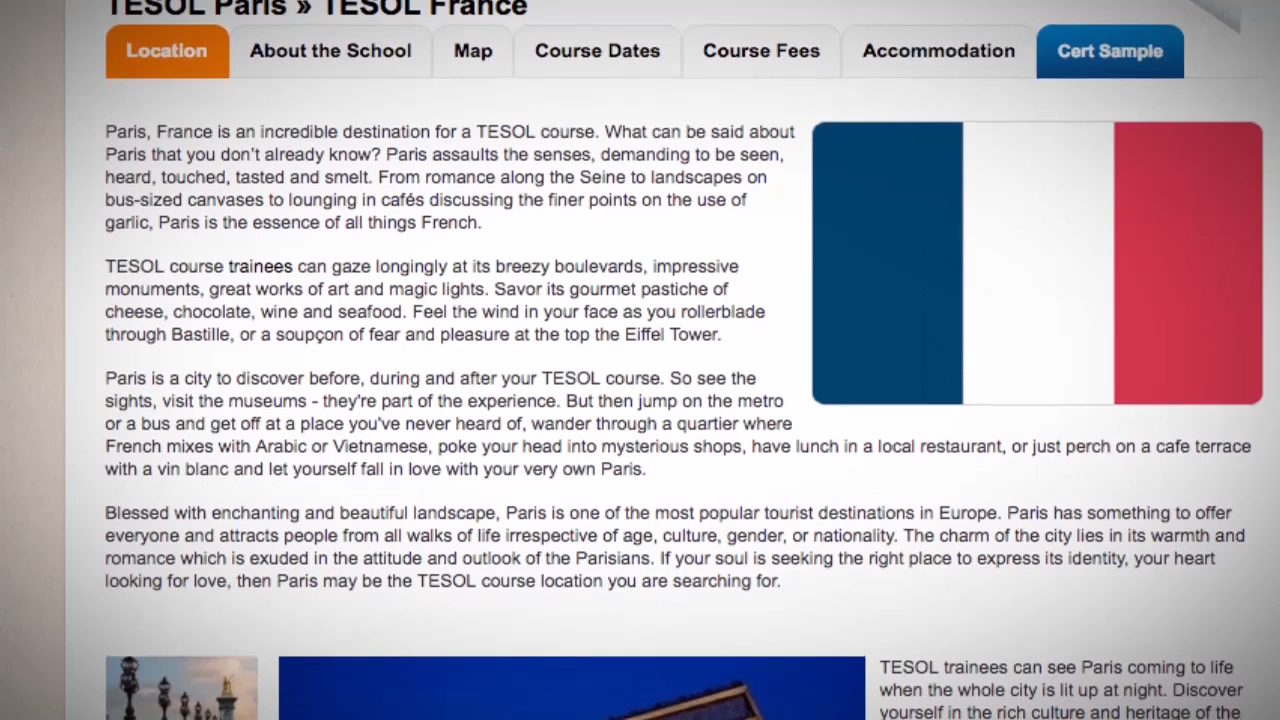 TESOL Paris » TESOL France
Location
About the School
Map
Course Dates
Course Fees
Accommodation
Cert Sample
Paris, France is an incredible destination for a TESOL course. What can be said about
Paris that you don't already know? Paris assaults the senses, demanding to be seen,
heard, touched, tasted and smelt. From romance along the Seine to landscapes on
bus-sized canvases to lounging in cafés discussing the finer points on the use of
garlic, Paris is the essence of all things French.
TESOL course trainees can gaze longingly at its breezy boulevards, impressive
monuments, great works of art and magic lights. Savor its gourmet pastiche of
cheese, chocolate, wine and seafood. Feel the wind in your face as you rollerblade
through Bastille, or a soupçon of fear and pleasure at the top the Eiffel Tower.
Paris is a city to discover before, during and after your TESOL course. So see the
sights, visit the museums - they're part of the experience. But then jump on the metro
or a bus and get off at a place you've never heard of, wander through a quartier where
French mixes with Arabic or Vietnamese, poke your head into mysterious shops, have lunch in a local restaurant, or just perch on a cafe terrace
with a vin blanc and let yourself fall in love with your very own Paris.
Blessed with enchanting and beautiful landscape, Paris is one of the most popular tourist destinations in Europe. Paris has something to offer
everyone and attracts people from all walks of life irrespective of age, culture, gender, or nationality. The charm of the city lies in its warmth and
romance which is exuded in the attitude and outlook of the Parisians. If your soul is seeking the right place to express its identity, your heart
looking for love, then Paris may be the TESOL course location you are searching for.
TESOL trainees can see Paris coming to life
when the whole city is lit up at night. Discover
yourself in the rich culture and heritage of the